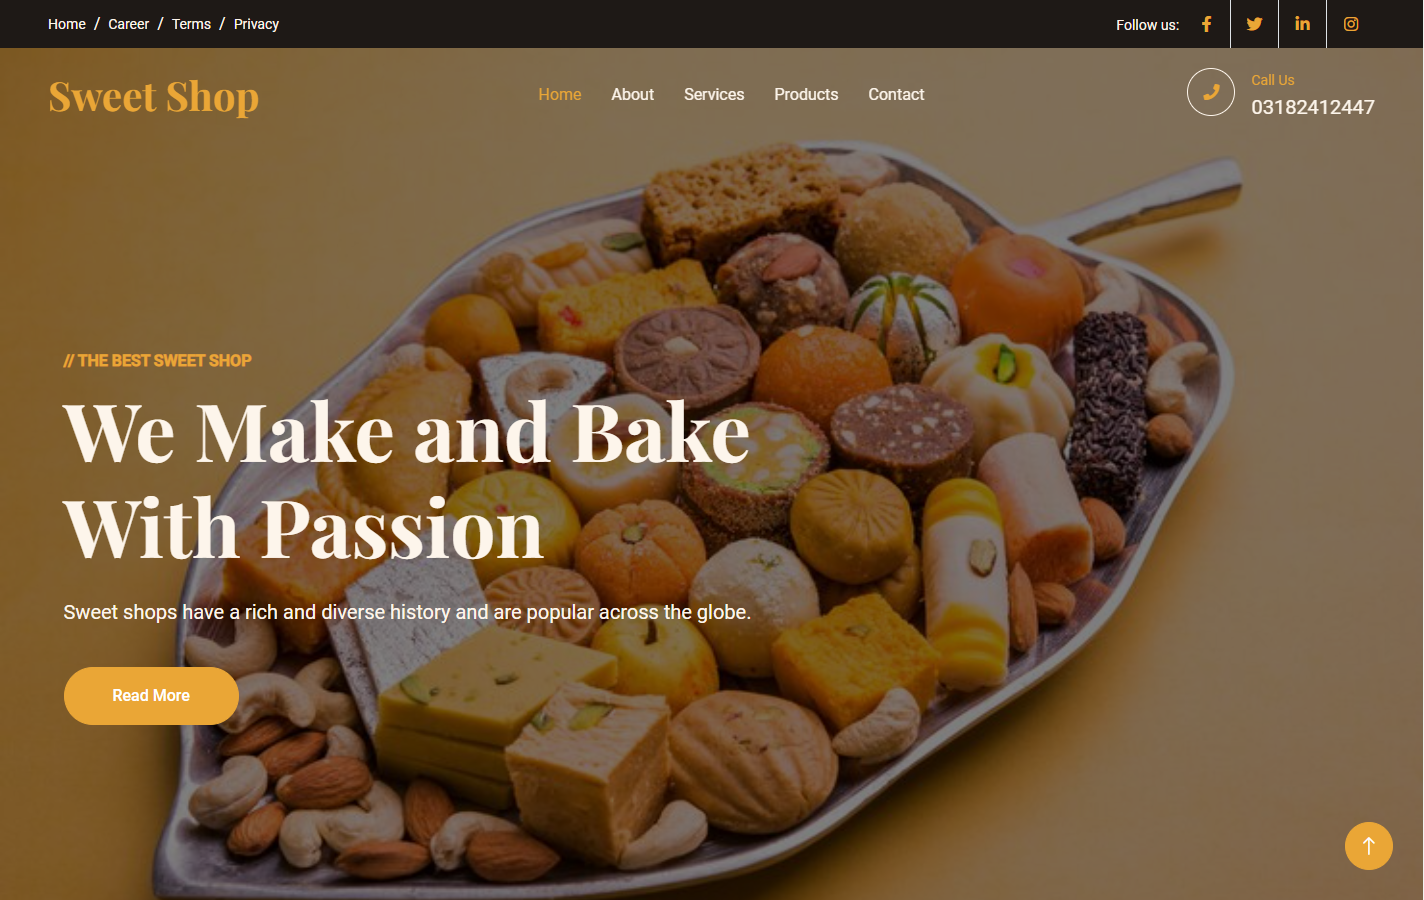 Home / Career / Terms / Privacy
Follow us:
Sweet Shop
Home About Services Products Contact
Call Us
03182412447
// THE BEST SWEET SHOP
We Make and Bake
With Passion
Sweet shops have a rich and diverse history and are popular across the globe.
Read More